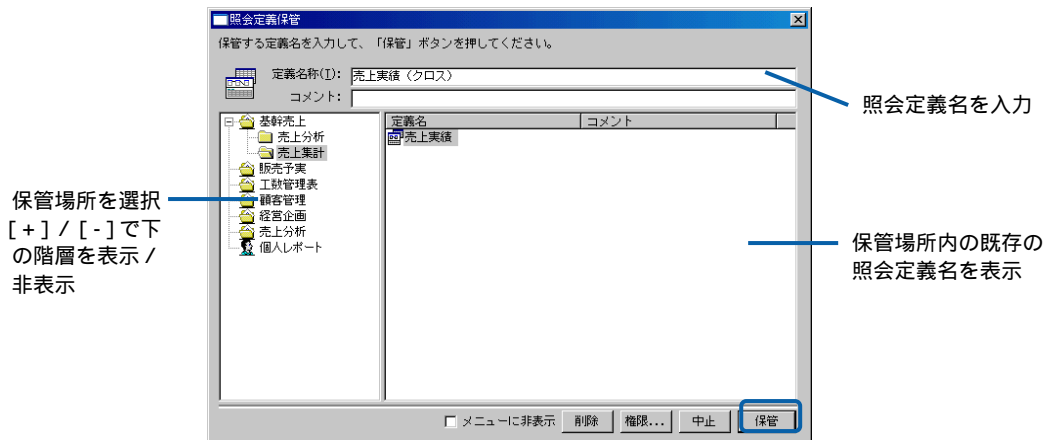 照会定義保管
保管する定義名を入力して、「保管」ボタンを押してください。
定義名称(I): 売上実績（クロス）
コメント:
照会定義名を入力
基幹売上
売上分析
売上集計
販売予実
工数管理表
顧客管理
経営企画
売上分析
個人レポート
定義名 コメント
売上実績
保管場所を選択
[+]/[-]で下
の階層を表示/
非表示
保管場所内の既存の
照会定義名を表示
メニューに非表示 削除 権限... 中止 保管